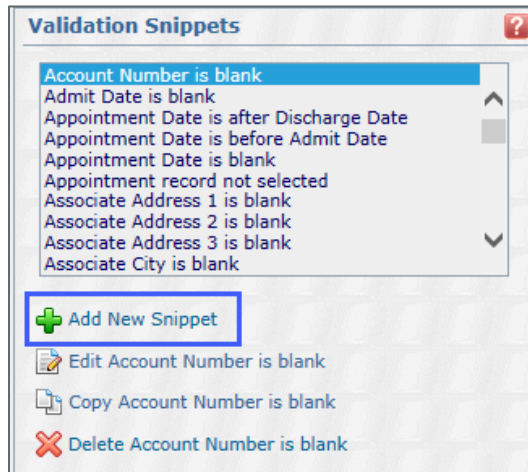 Validation Snippets
?
Account Number is blank
Admit Date is blank
Appointment Date is after Discharge Date
Appointment Date is before Admit Date
Appointment Date is blank
Appointment record not selected
Associate Address 1 is blank
Associate Address 2 is blank
Associate Address 3 is blank
Associate City is blank
Add New Snippet
Edit Account Number is blank
Copy Account Number is blank
Delete Account Number is blank